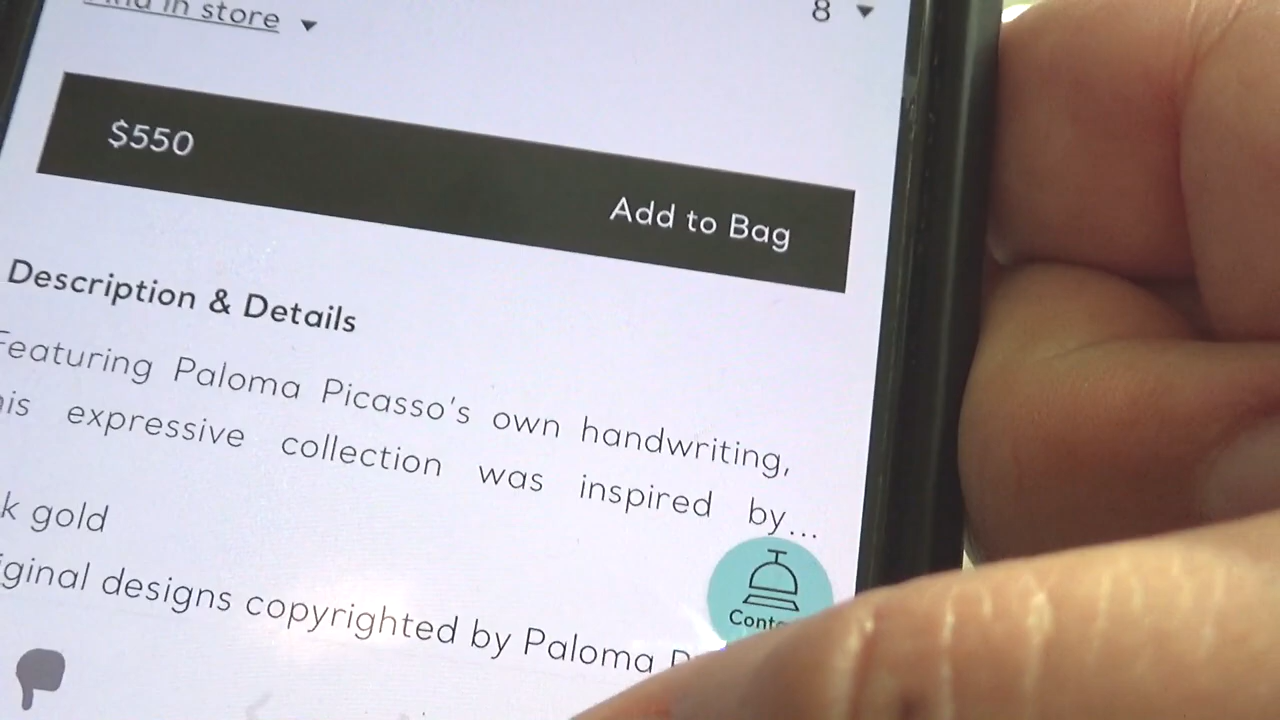 in store
8
$550
Add to Bag
Description & Details
Featuring Paloma Picasso's own handwriting,
expressive collection was inspired by...
k gold
designs copyrighted by Paloma